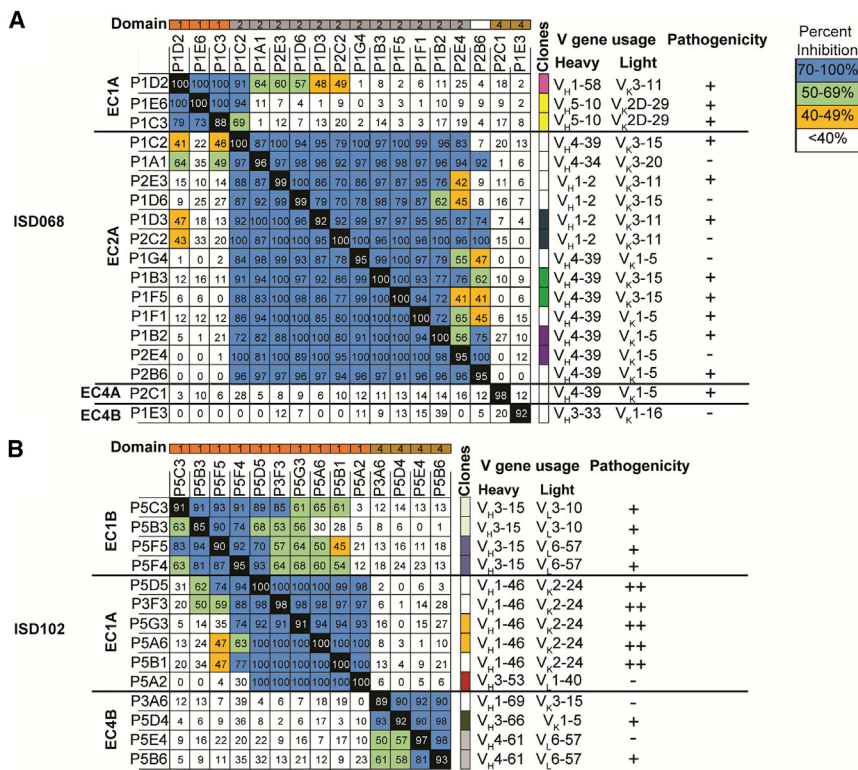 A
Domain 1 1 1 2 2 2 2 2 2 2 2 2 2 2 2 4 4
P1D2 P1E6 P1C3 P1C2 P1A1 P2E3 P1D6 P1D3 P2C2 P1G4 P1B3 P1F5 P1F1 P1B2 P2E4 P2B6 P2C1 P1E3
Clones
V gene usage Pathogenicity
Heavy Light
Percent
Inhibition
70-100%
50-69%
40-49%
<40%
ISD068
EC1A
P1D2 100 100 100 91 64 60 57 53 49 1 8 2 6 11 25 4 18 2 VH1-58 VK3-11 +
P1E6 100 100 100 94 11 7 4 1 9 0 3 1 0 10 9 9 9 2 VH5-10 VK2D-29 +
P1C3 79 73 88 69 1 12 20 13 20 14 2 3 3 17 19 4 17 8 VH5-10 VK2D-29 +
EC2A
P1C2 41 22 46 100 87 100 94 95 79 100 100 99 96 83 7 20 13 VH4-39 VK3-15 +
P1A1 64 35 49 97 96 97 98 98 96 92 97 98 96 97 94 92 1 6 VH4-34 VK3-20 -
P2E3 15 10 14 88 87 99 100 86 70 78 86 97 87 95 76 42 9 11 6 VH1-2 VK3-11 +
P1D6 9 25 27 87 92 99 99 79 79 87 98 91 88 62 45 8 7 4 VH1-2 VK3-15 -
P1D3 47 18 13 92 100 100 96 92 92 99 97 97 95 95 87 74 0 7 VH1-2 VK3-11 +
P2C2 43 33 20 100 87 100 100 92 100 100 95 100 98 100 96 100 15 0 VH1-2 VK3-11 -
P1G4 1 0 2 84 98 99 93 97 86 95 99 100 99 79 55 47 0 0 VH4-39 VK1-5 -
P1B3 12 16 11 91 94 100 92 97 98 99 100 100 93 77 76 62 10 9 VH4-39 VK3-15 +
P1F5 6 6 0 88 83 100 98 86 77 99 100 100 94 72 41 41 6 0 VH4-39 VK3-15 +
P1F1 12 12 12 86 94 100 89 90 87 100 99 100 100 72 65 45 6 15 VH4-39 VK1-5 +
P1B2 5 1 21 72 82 88 100 100 80 91 100 100 94 100 56 75 27 10 VH4-39 VK1-5 +
P2E4 0 0 1 100 81 100 89 100 95 100 100 100 98 95 100 0 12 VH4-39 VK1-5 -
P2B6 0 0 0 96 97 96 97 97 94 96 97 91 96 96 96 95 0 0 VH4-39 VK1-5 +
EC4A
P2C1 3 10 6 28 5 8 9 6 10 12 11 13 14 14 16 12 98 12 VH4-39 VK1-5 +
EC4B
P1E3 0 0 0 0 0 12 7 0 0 11 9 13 15 39 0 5 20 92 VH3-33 VK1-16 -
B
Domain 1 1 1 1 1 1 1 1 1 1 4 4 4 4
P5C3 P5B3 P5F5 P5F4 P5D5 P3F3 P5G3 P5A6 P5B1 P5A2 P3A6 P5D4 P5E4 P5B6
Clones
V gene usage Pathogenicity
Heavy Light
ISD102
EC1B
P5C3 91 91 93 91 89 85 61 65 61 3 12 14 13 13 VH3-15 VL3-10 +
P5B3 63 85 90 74 68 53 56 30 28 5 8 6 0 1 VH3-15 VL3-10 +
P5F5 83 94 90 92 70 57 64 50 45 21 13 16 11 18 VH3-15 VL6-57 +
P5F4 63 81 87 95 93 64 68 60 54 12 18 24 23 13 VH3-15 VL6-57 +
EC1A
P5D5 31 62 74 94 100 100 100 100 99 98 2 0 6 3 VH1-46 VK2-24 ++
P3F3 20 50 59 88 98 98 98 98 97 97 1 6 14 28 VH1-46 VK2-24 ++
P5G3 5 14 35 74 92 91 91 94 93 94 16 0 15 27 VH1-46 VK2-24 ++
P5A6 13 24 47 63 100 100 100 100 100 100 8 3 1 10 VH1-46 VK2-24 ++
P5B1 20 34 47 77 100 100 100 100 100 100 13 4 9 21 VH1-46 VK2-24 ++
P5A2 0 0 4 30 100 100 100 100 100 100 6 0 5 6 VH3-53 VL1-40 -
EC4B
P3A6 12 13 7 39 4 6 7 18 19 0 89 90 92 90 VH1-69 VK3-15 -
P5D4 4 6 9 36 8 2 6 17 3 10 93 92 90 98 VH3-66 VK1-5 +
P5E4 9 16 22 20 22 9 16 7 17 10 50 57 97 98 VH4-61 VL6-57 -
P5B6 5 9 11 35 32 12 21 12 9 23 61 58 81 93 VH4-61 VL6-57 +